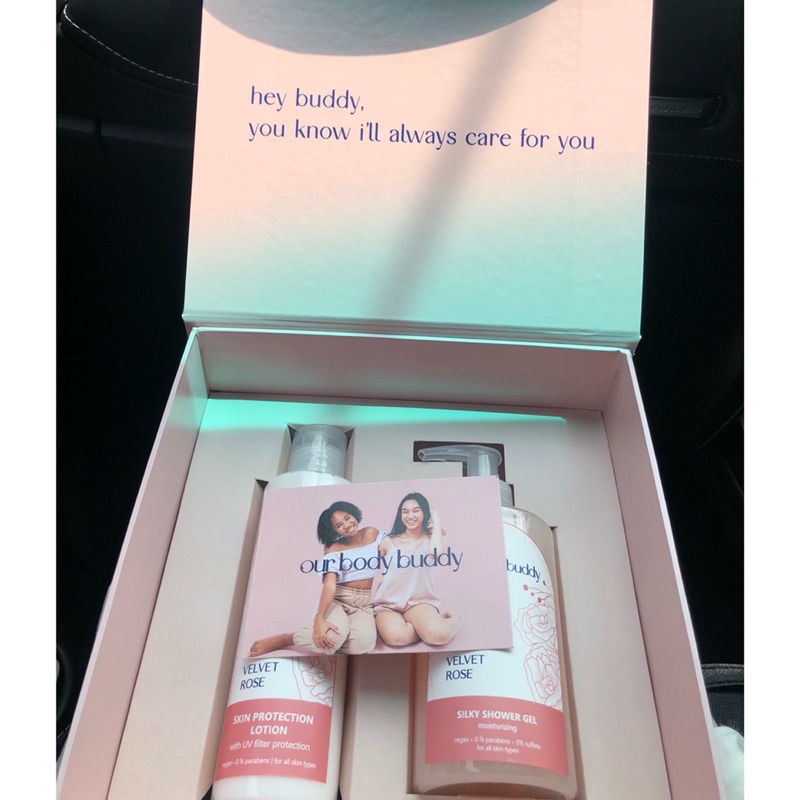 hey buddy,
you know i'll always care for you
our body buddy
buddy
VELVET
ROSE
SKIN PROTECTION
LOTION
with UV filter protection
vegan • 0 % parabens | for all skin types
VELVET
ROSE
SILKY SHOWER GEL
moisturizing
vegan • 0 % parabens • 0% sulfate
for all skin types